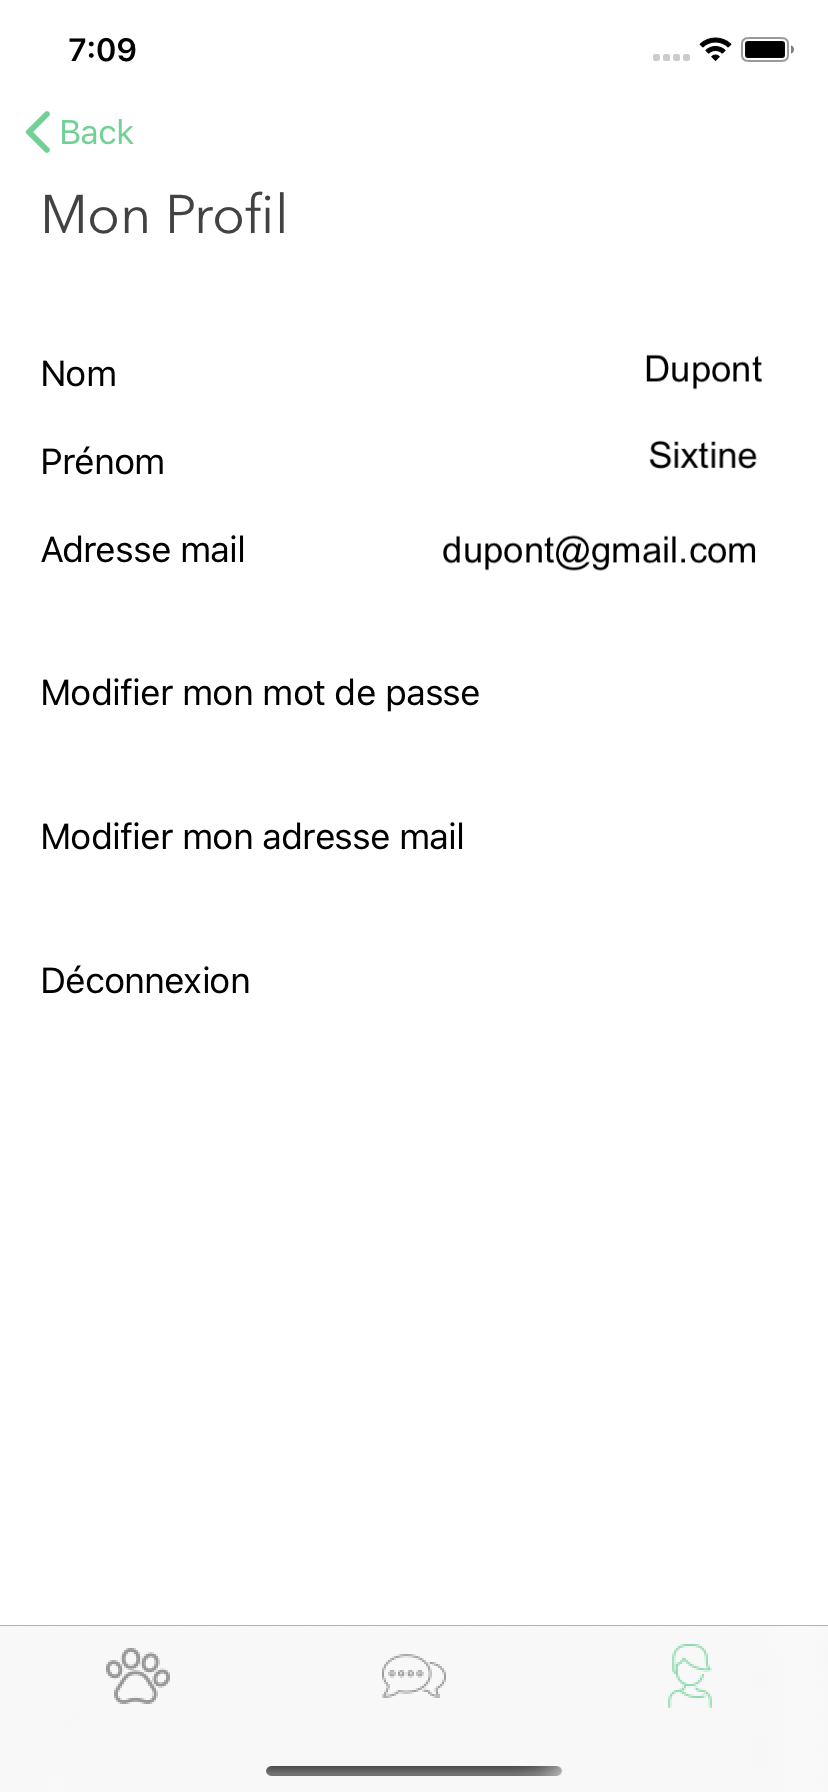 7:09
Back
Mon Profil
Nom Dupont
Prénom Sixtine
Adresse mail dupont@gmail.com
Modifier mon mot de passe
Modifier mon adresse mail
Déconnexion